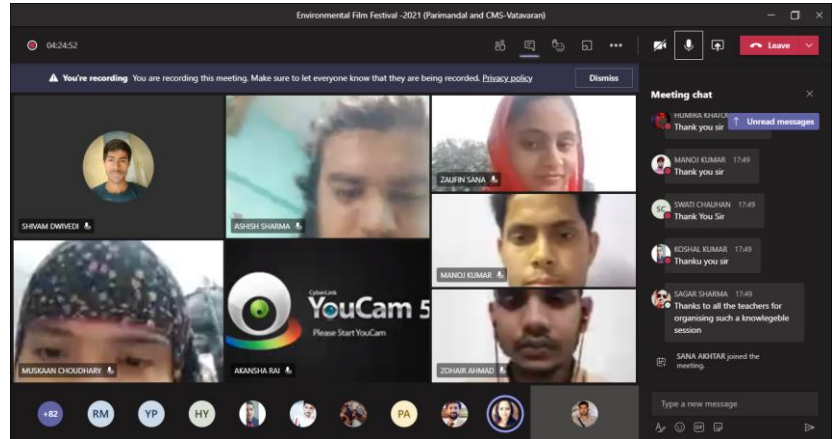 Environmental Film Festival -2021 (Parimandal and CMS-Vatavaran)
04:24:52
Leave
You're recording You are recording this meeting. Make sure to let everyone know that they are being recorded. Privacy policy
Dismiss
SHIVAM DWIVEDI
ASHISH SHARMA
ZAUFIN SANA
MANOJ KUMAR
MUSKAAN CHOUDHARY
CyberLink
YouCam 5
Please Start YouCam
AKANSHA RAI
ZOHAIR AHMAD
+82
RM
YP
HY
PA
Meeting chat
Unread messages
HUMIRA
Thank you sir
MANOJ KUMAR 17:49
Thank you sir
SC
SWATI CHAUHAN 17:49
Thank You Sir
KOSHAL KUMAR 17:49
Thanku you sir
SAGAR SHARMA 17:49
Thanks to all the teachers for
organising such a knowlegeble
session
SANA AKHTAR joined the
meeting.
Type a new message